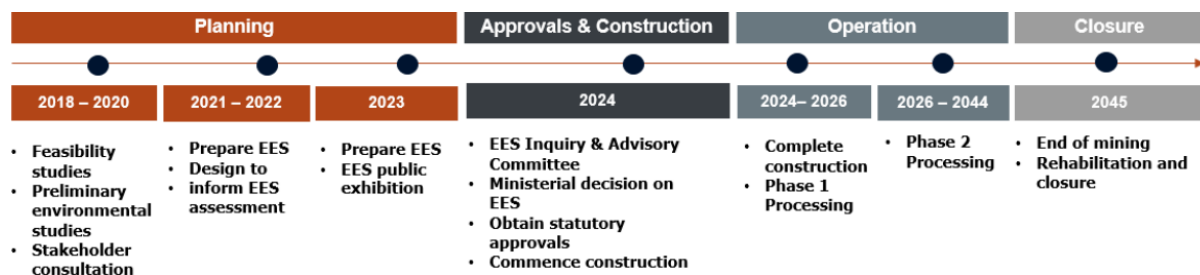 Planning
Approvals & Construction
Operation
Closure
2018 – 2020
2021 – 2022
2023
2024
2024– 2026
2026 – 2044
2045
• Feasibility
studies
• Preliminary
environmental
studies
• Stakeholder
consultation
• Prepare EES
• Design to
• inform EES
assessment
• Prepare EES
• EES public
exhibition
• EES Inquiry & Advisory
Committee
• Ministerial decision on
EES
• Obtain statutory
approvals
• Commence construction
• Complete
construction
• Phase 1
Processing
• Phase 2
Processing
• End of mining
• Rehabilitation and
closure